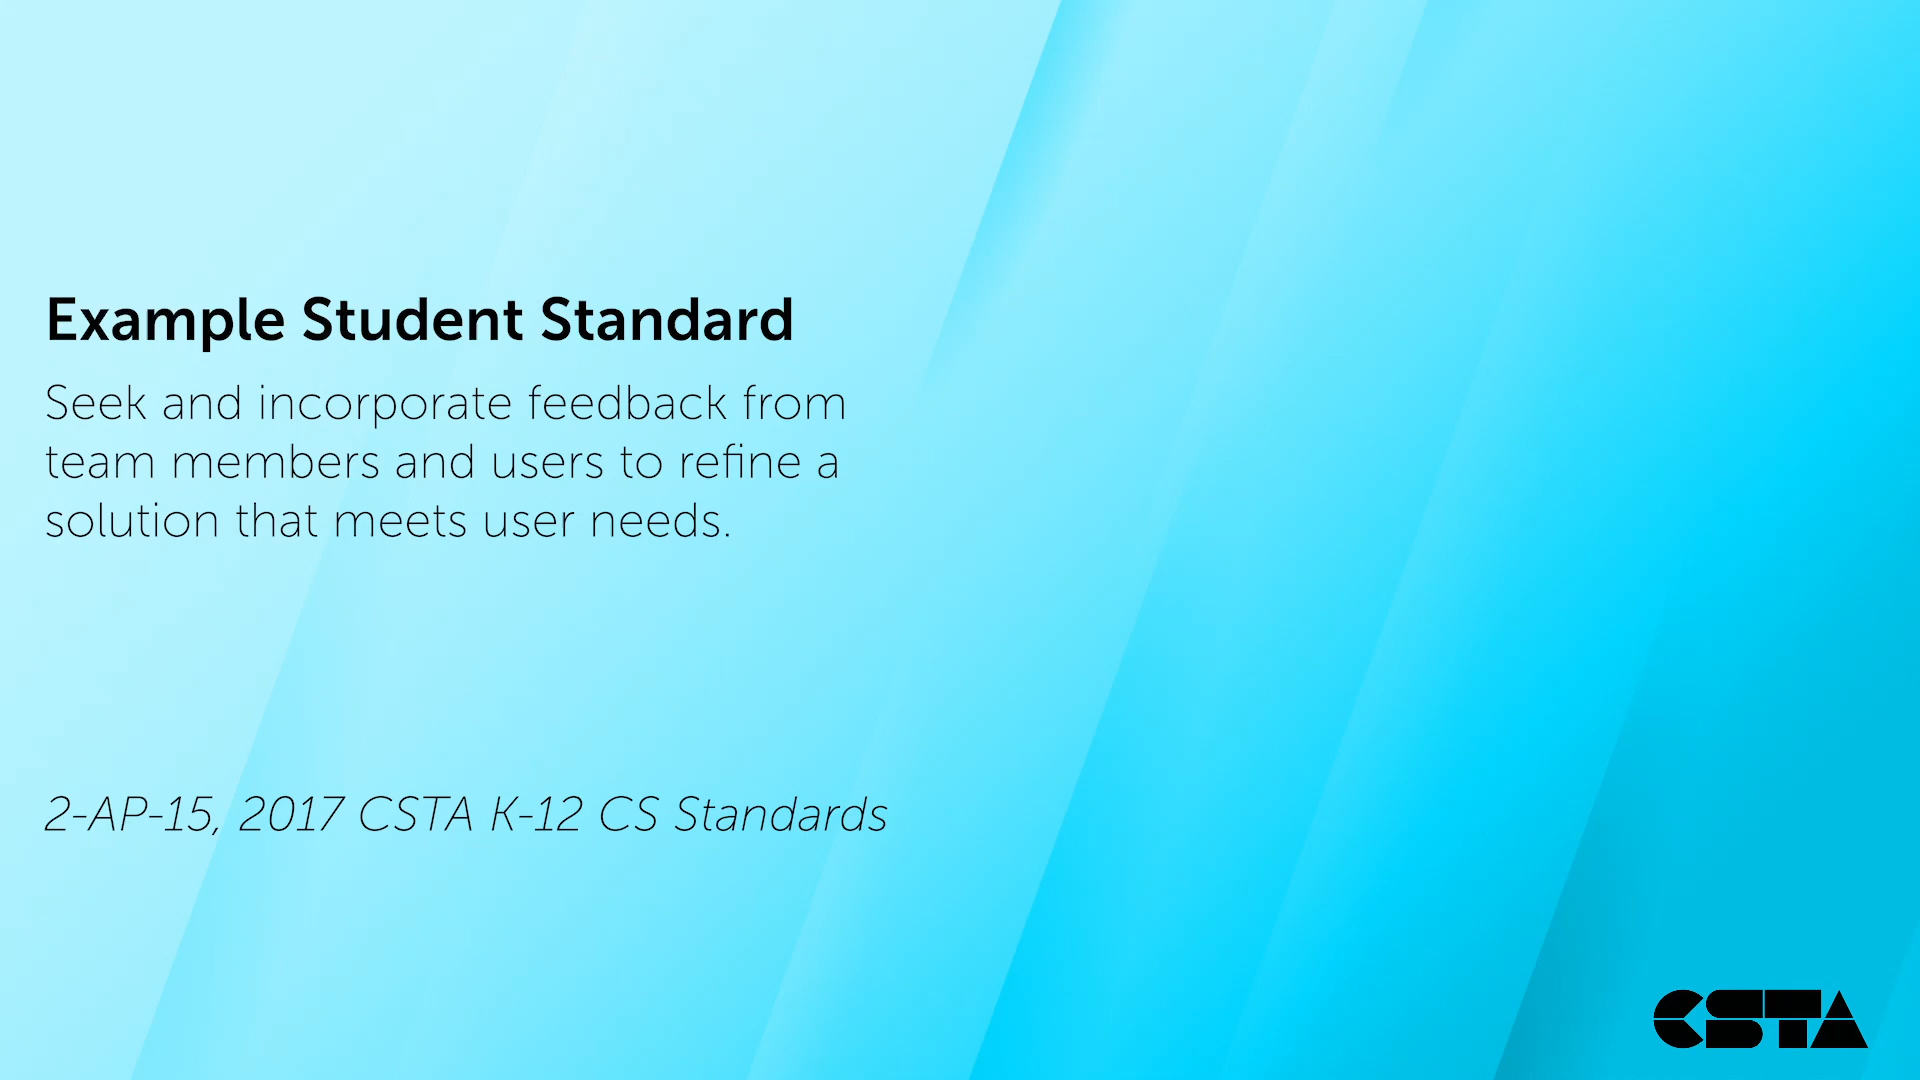 Example Student Standard
Seek and incorporate feedback from
team members and users to refine a
solution that meets user needs.
2-AP-15, 2017 CSTA K-12 CS Standards
CSTA